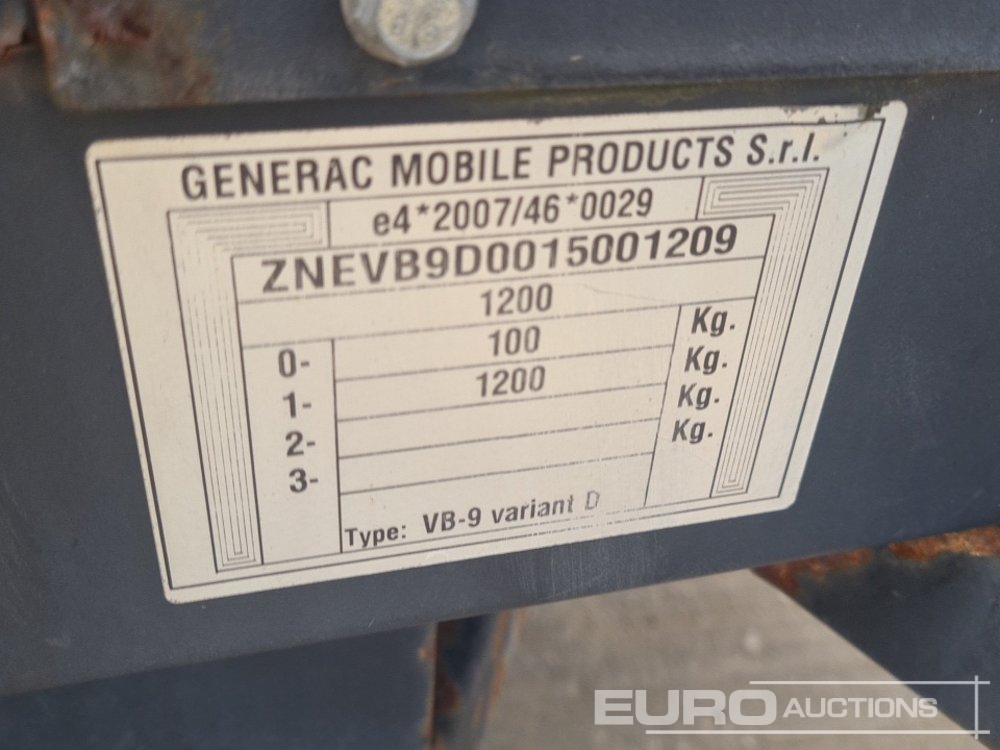 GENERAC MOBILE PRODUCTS S.r.l.
e4*2007/46*0029
ZNEVB9D0015001209
1200
0- 100 Kg.
1- 1200 Kg.
2- Kg.
3- Kg.
Type: VB-9 variant D
EURO AUCTIONS